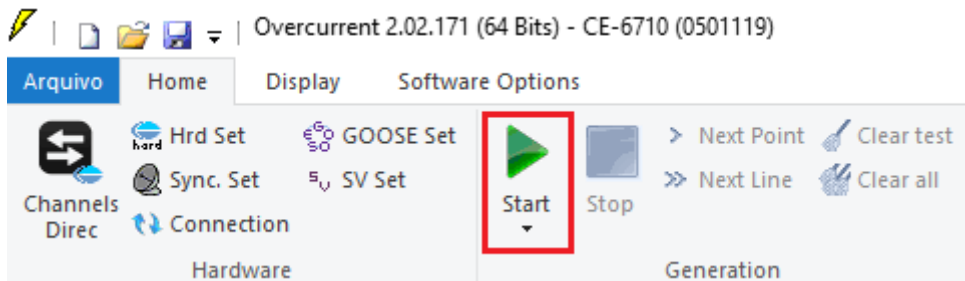 Overcurrent 2.02.171 (64 Bits) - CE-6710 (0501119)
Arquivo Home Display Software Options
Hrd Set GOOSE Set Next Point Clear test
hard
Sync. Set SV Set Next Line Clear all
Channels Direc Connection Start Stop
Hardware Generation